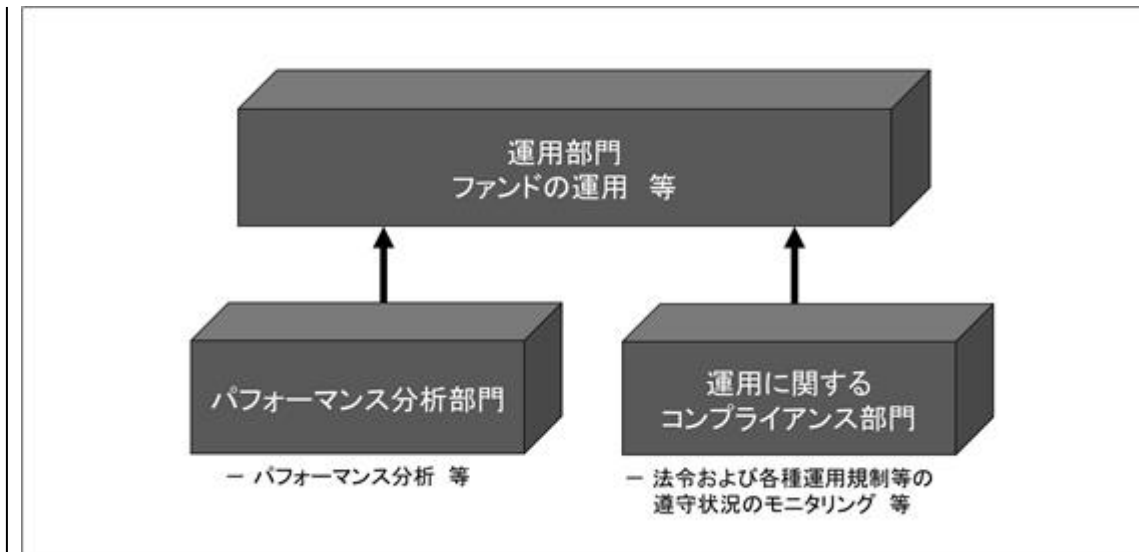 運用部門
ファンドの運用 等
パフォーマンス分析部門
運用に関する
コンプライアンス部門
－ パフォーマンス分析 等
－ 法令および各種運用規制等の
遵守状況のモニタリング 等